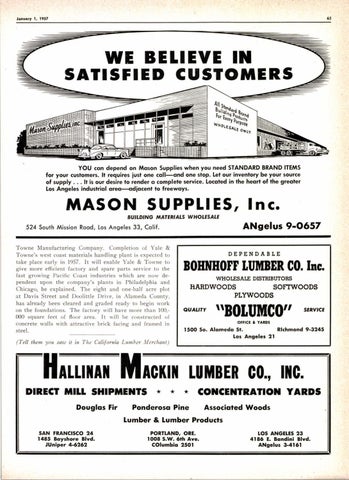 January 1, 1957
61
WE BELIEVE IN
SATISFIED CUSTOMERS
Mason Supplies, INC
All Standard Brand
Building Products
For Every Purpose
WHOLESALE ONLY
YOU can depend on Mason Supplies when you need STANDARD BRAND ITEMS
for your customers. It requires just one call—and one stop. Let our inventory be your source
of supply . . . It is our desire to render a complete service. Located in the heart of the greater
Los Angeles industrial area—adjacent to freeways.
MASON SUPPLIES, Inc.
BUILDING MATERIALS WHOLESALE
524 South Mission Road, Los Angeles 33, Calif.
ANgelus 9-0657
Towne Manufacturing Company. Completion of Yale &
Towne's west coast materials handling plant is expected to
take place early in 1957. It will enable Yale & Towne to
give more efficient factory and spare parts service to the
fast growing Pacific Coast industries which are now de-
pendent upon the company's plants in Philadelphia and
Chicago, he explained. The eight and one-half acre plot
at Davis Street and Doolittle Drive, in Alameda County,
has already been cleared and graded ready to begin work
on the foundations. The factory will have more than 100,-
000 square feet of floor area. It will be constructed of
concrete walls with attractive brick facing and framed in
steel.
(Tell them you saw it in The California Lumber Merchant)
DEPENDABLE
BOHNHOFF LUMBER CO. Inc.
WHOLESALE DISTRIBUTORS
HARDWOODS SOFTWOODS
PLYWOODS
QUALITY "BOLUMCO" SERVICE
OFFICE & YARDS
1500 So. Alameda St. RIchmond 9-3245
Los Angeles 21
HALLINAN MACKIN LUMBER CO., INC.
DIRECT MILL SHIPMENTS * * * CONCENTRATION YARDS
Douglas Fir Ponderosa Pine Associated Woods
Lumber & Lumber Products
SAN FRANCISCO 24
1485 Bayshore Blvd.
JUniper 4-6262
PORTLAND, ORE.
1008 S.W. 6th Ave.
COlumbia 2501
LOS ANGELES 23
4186 E. Bandini Blvd.
ANgelus 3-4161